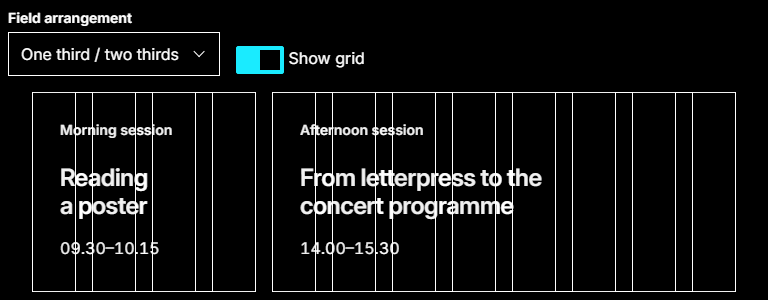 Field arrangement
One third / two thirds
Show grid
Morning session
Reading
a poster
09.30–10.15
Afternoon session
From letterpress to the
concert programme
14.00–15.30